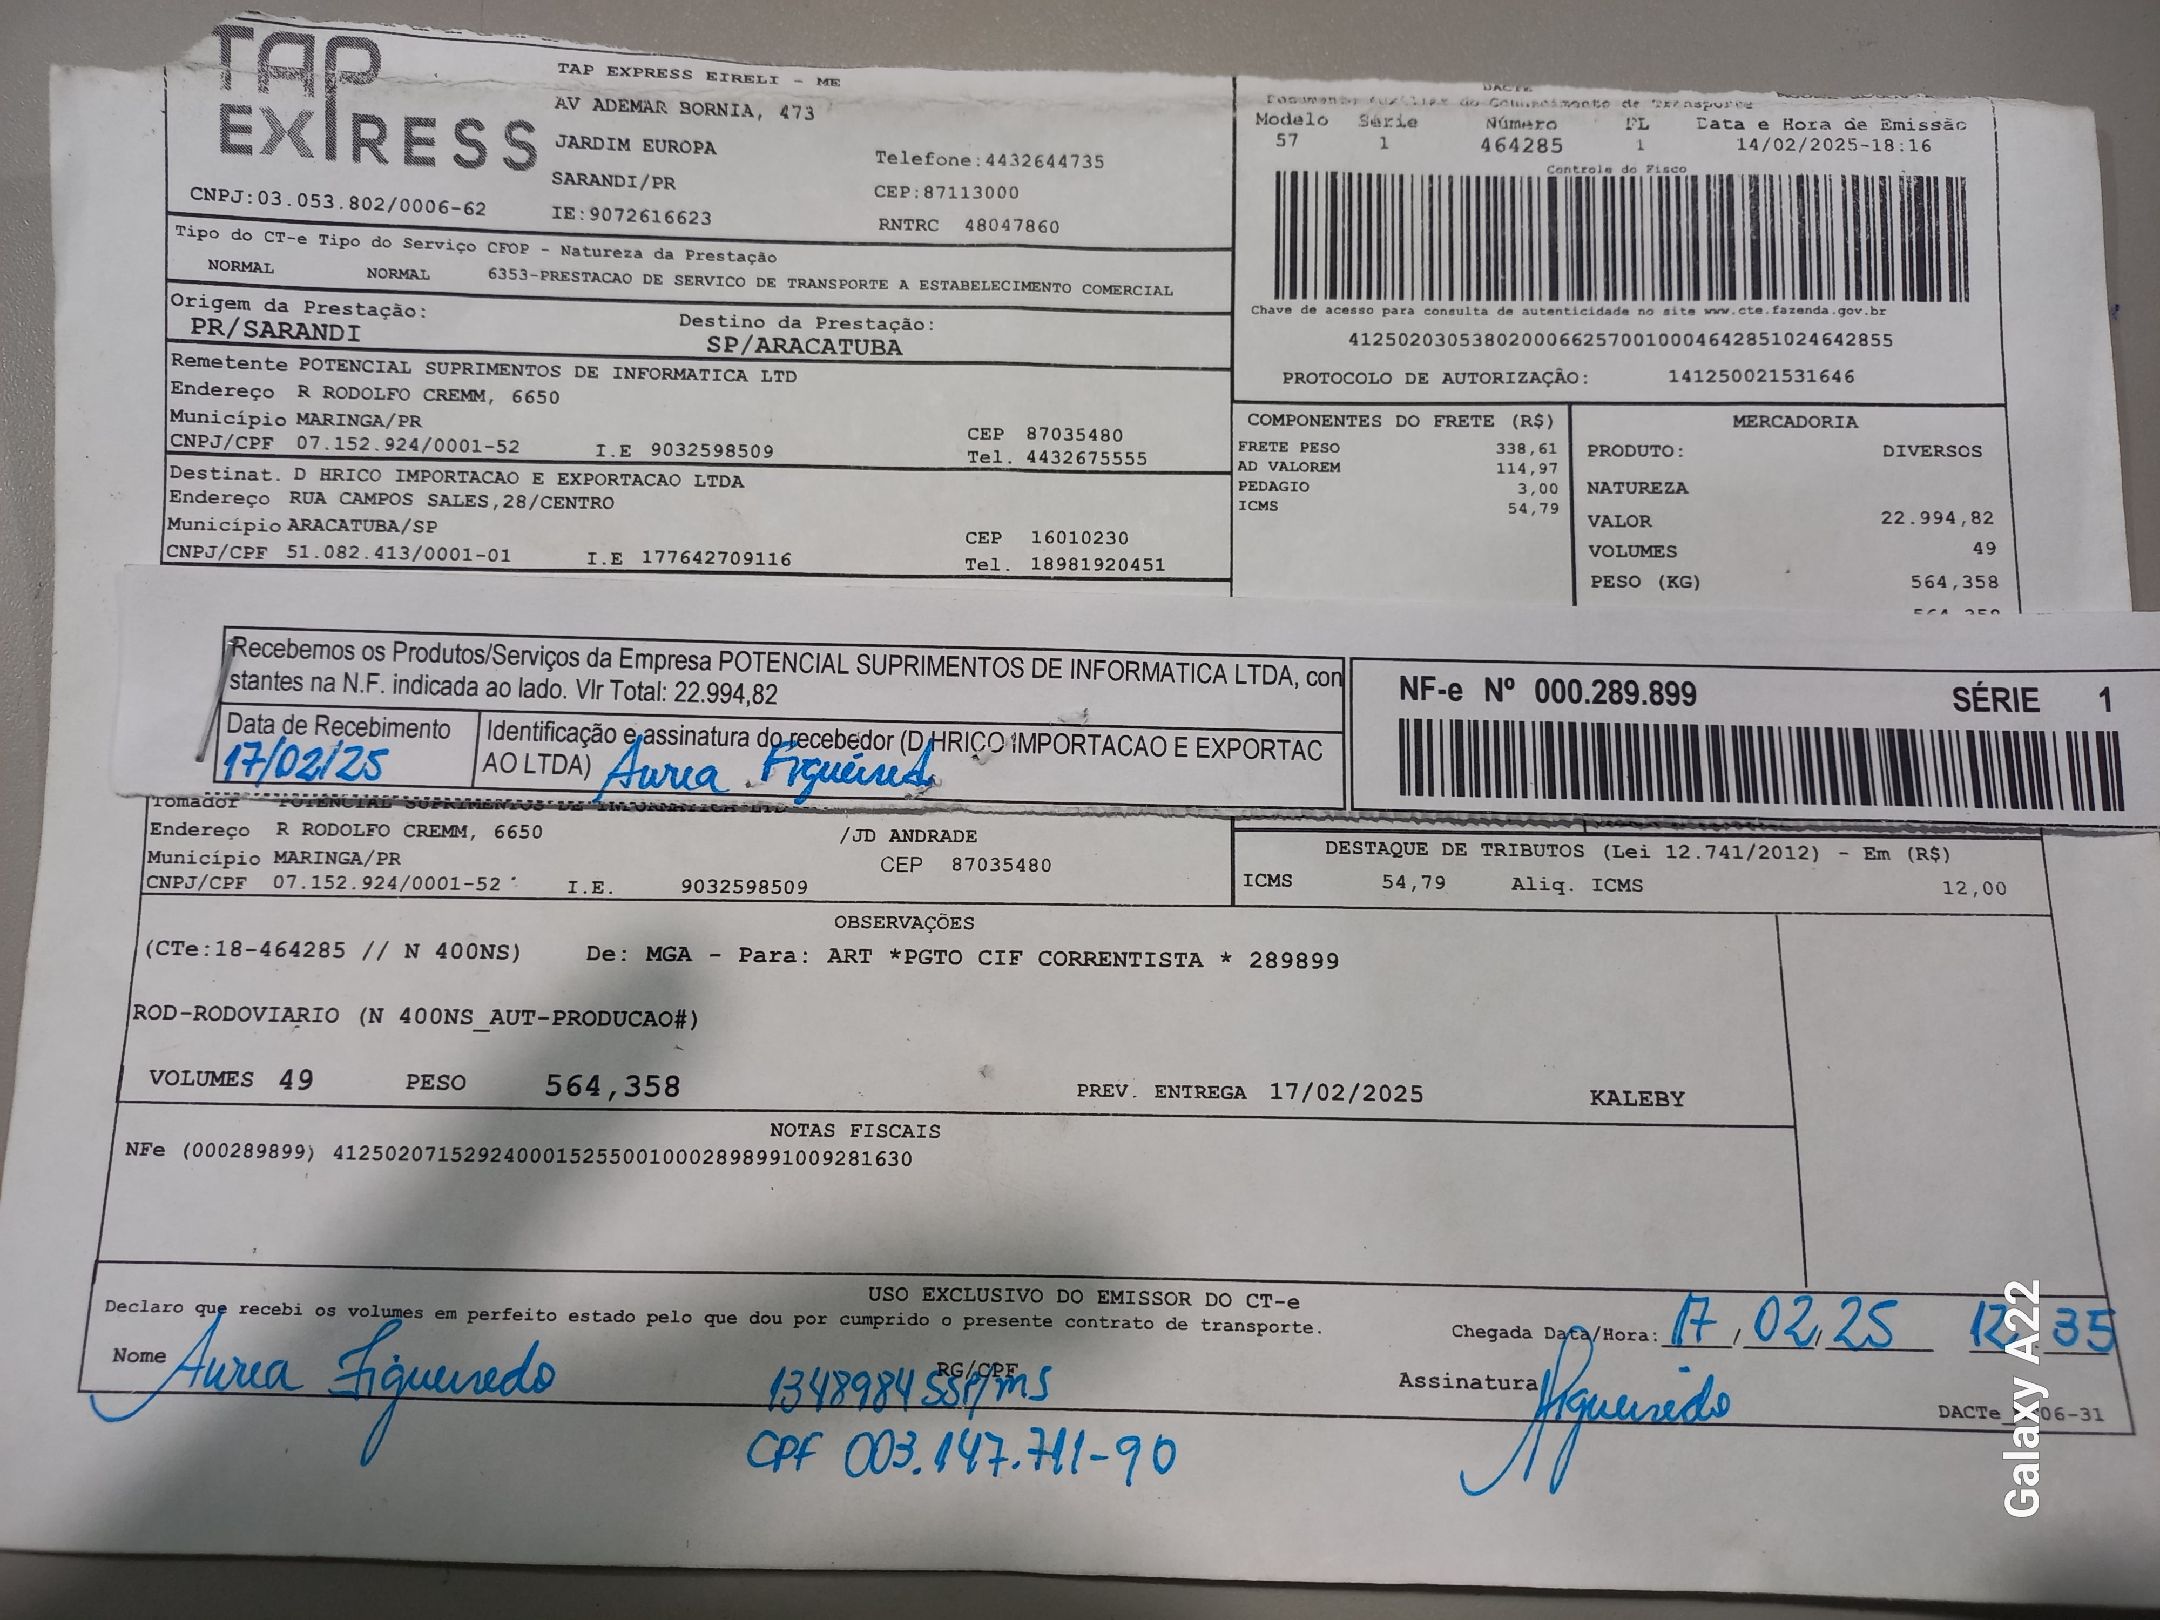 TAP
EXPRESS
CNPJ:03.053.802/0006-62
TAP EXPRESS EIRELI - ME
AV ADEMAR BORNIA, 473
JARDIM EUROPA
SARANDI/PR
IE:9072616623
Telefone:4432644735
CEP:87113000
RNTRC 48047860
DACTE
Documento Auxiliar do Conhecimento de Transporte
Modelo Série Número FL Data e Hora de Emissão
57 1 464285 1 14/02/2025-18:16
Controle do Fisco
Chave de acesso para consulta de autenticidade no site www.cte.fazenda.gov.br
41250203053802000662570010004642851024642855
PROTOCOLO DE AUTORIZAÇÃO: 141250021531646
Tipo do CT-e Tipo do Serviço CFOP - Natureza da Prestação
NORMAL NORMAL 6353-PRESTACAO DE SERVICO DE TRANSPORTE A ESTABELECIMENTO COMERCIAL
Origem da Prestação: Destino da Prestação:
PR/SARANDI SP/ARACATUBA
Remetente POTENCIAL SUPRIMENTOS DE INFORMATICA LTD
Endereço R RODOLFO CREMM, 6650
Município MARINGA/PR CEP 87035480
CNPJ/CPF 07.152.924/0001-52 I.E 9032598509 Tel. 4432675555
Destinat. D HRICO IMPORTACAO E EXPORTACAO LTDA
Endereço RUA CAMPOS SALES,28/CENTRO
Município ARACATUBA/SP CEP 16010230
CNPJ/CPF 51.082.413/0001-01 I.E 177642709116 Tel. 18981920451
COMPONENTES DO FRETE (R$)
FRETE PESO 338,61
AD VALOREM 114,97
PEDAGIO 3,00
ICMS 54,79
MERCADORIA
PRODUTO: DIVERSOS
NATUREZA
VALOR 22.994,82
VOLUMES 49
PESO (KG) 564,358
Recebemos os Produtos/Serviços da Empresa POTENCIAL SUPRIMENTOS DE INFORMATICA LTDA, con
stantes na N.F. indicada ao lado. Vlr Total: 22.994,82
Data de Recebimento
17/02/25
Identificação e assinatura do recebedor (D HRICO IMPORTACAO E EXPORTAC
AO LTDA) Aurea Figueiredo
NF-e Nº 000.289.899 SÉRIE 1
Tomador POTENCIAL SUPRIMENTOS DE INFORMATICA LTD
Endereço R RODOLFO CREMM, 6650 /JD ANDRADE
Município MARINGA/PR CEP 87035480
CNPJ/CPF 07.152.924/0001-52 I.E. 9032598509
DESTAQUE DE TRIBUTOS (Lei 12.741/2012) - Em (R$)
ICMS 54,79 Aliq. ICMS 12,00
OBSERVAÇÕES
(CTe:18-464285 // N 400NS) De: MGA - Para: ART *PGTO CIF CORRENTISTA * 289899
ROD-RODOVIARIO (N 400NS_AUT-PRODUCAO#)
VOLUMES 49 PESO 564,358 PREV. ENTREGA 17/02/2025 KALEBY
NOTAS FISCAIS
NFe (000289899) 41250207152924000152550010002898991009281630
USO EXCLUSIVO DO EMISSOR DO CT-e
Declaro que recebi os volumes em perfeito estado pelo que dou por cumprido o presente contrato de transporte.
Chegada Data/Hora: 17/02/25 12:35
Nome Aurea Figueiredo
RG/CPF
1348984 SSP/MS
CPF 003.147.711-90
Assinatura AFigueiredo
DACTe 06-31
Galaxy A22